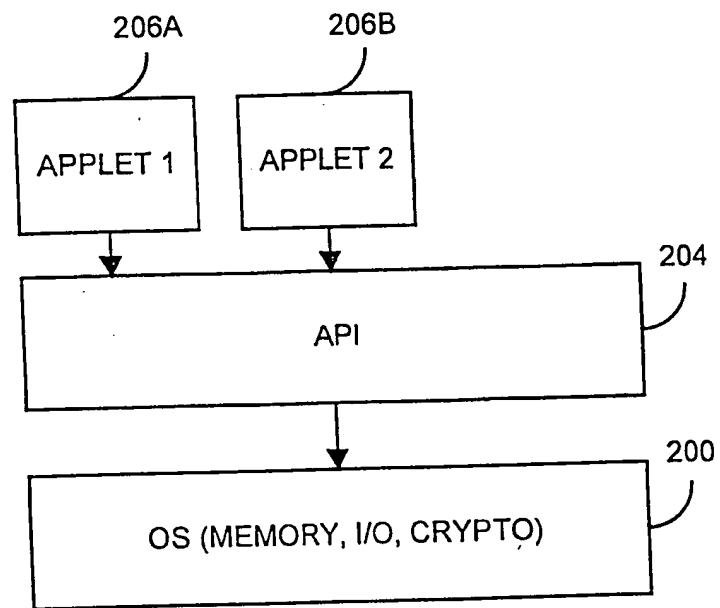 206A
206B
APPLET 1
APPLET 2
204
API
200
OS (MEMORY, I/O, CRYPTO)